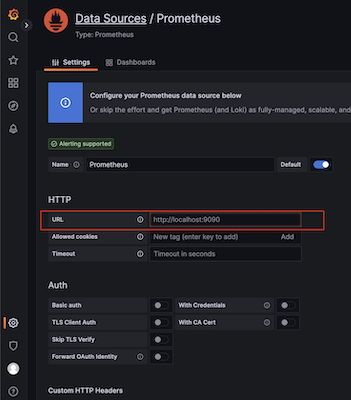 Data Sources / Prometheus
Type: Prometheus
Settings
Dashboards
Configure your Prometheus data source below
Or skip the effort and get Prometheus (and Loki) as fully-managed, scalable, and
Alerting supported
Name
Prometheus
Default
HTTP
URL
http://localhost:9090
Allowed cookies
New tag (enter key to add)
Add
Timeout
Timeout in seconds
Auth
Basic auth
With Credentials
TLS Client Auth
With CA Cert
Skip TLS Verify
Forward OAuth Identity
Custom HTTP Headers